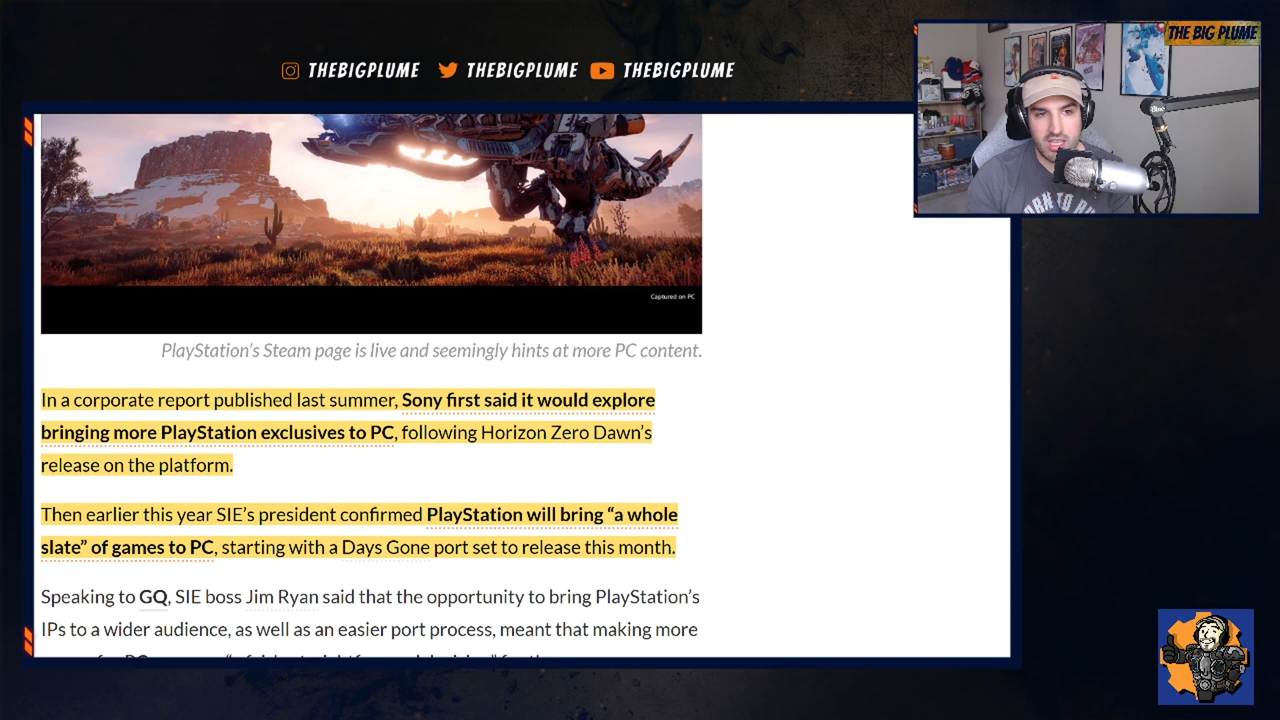 THEBIGPLUME THEBIGPLUME THEBIGPLUME
THE BIG PLUME
Captured on PC
PlayStation's Steam page is live and seemingly hints at more PC content.
In a corporate report published last summer, Sony first said it would explore
bringing more PlayStation exclusives to PC, following Horizon Zero Dawn's
release on the platform.
Then earlier this year SIE's president confirmed PlayStation will bring “a whole
slate” of games to PC, starting with a Days Gone port set to release this month.
Speaking to GQ, SIE boss Jim Ryan said that the opportunity to bring PlayStation's
IPs to a wider audience, as well as an easier port process, meant that making more